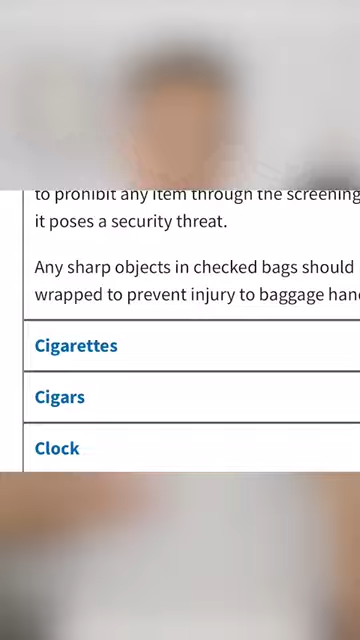 to prohibit any item through the screening
it poses a security threat.
Any sharp objects in checked bags should
wrapped to prevent injury to baggage
Cigarettes
Cigars
Clock